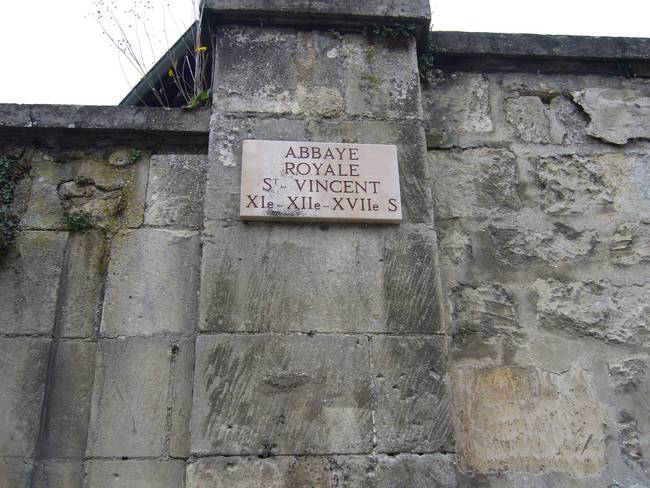 ABBAYE
ROYALE
ST-VINCENT
XIe-XIIe-XVIIe S